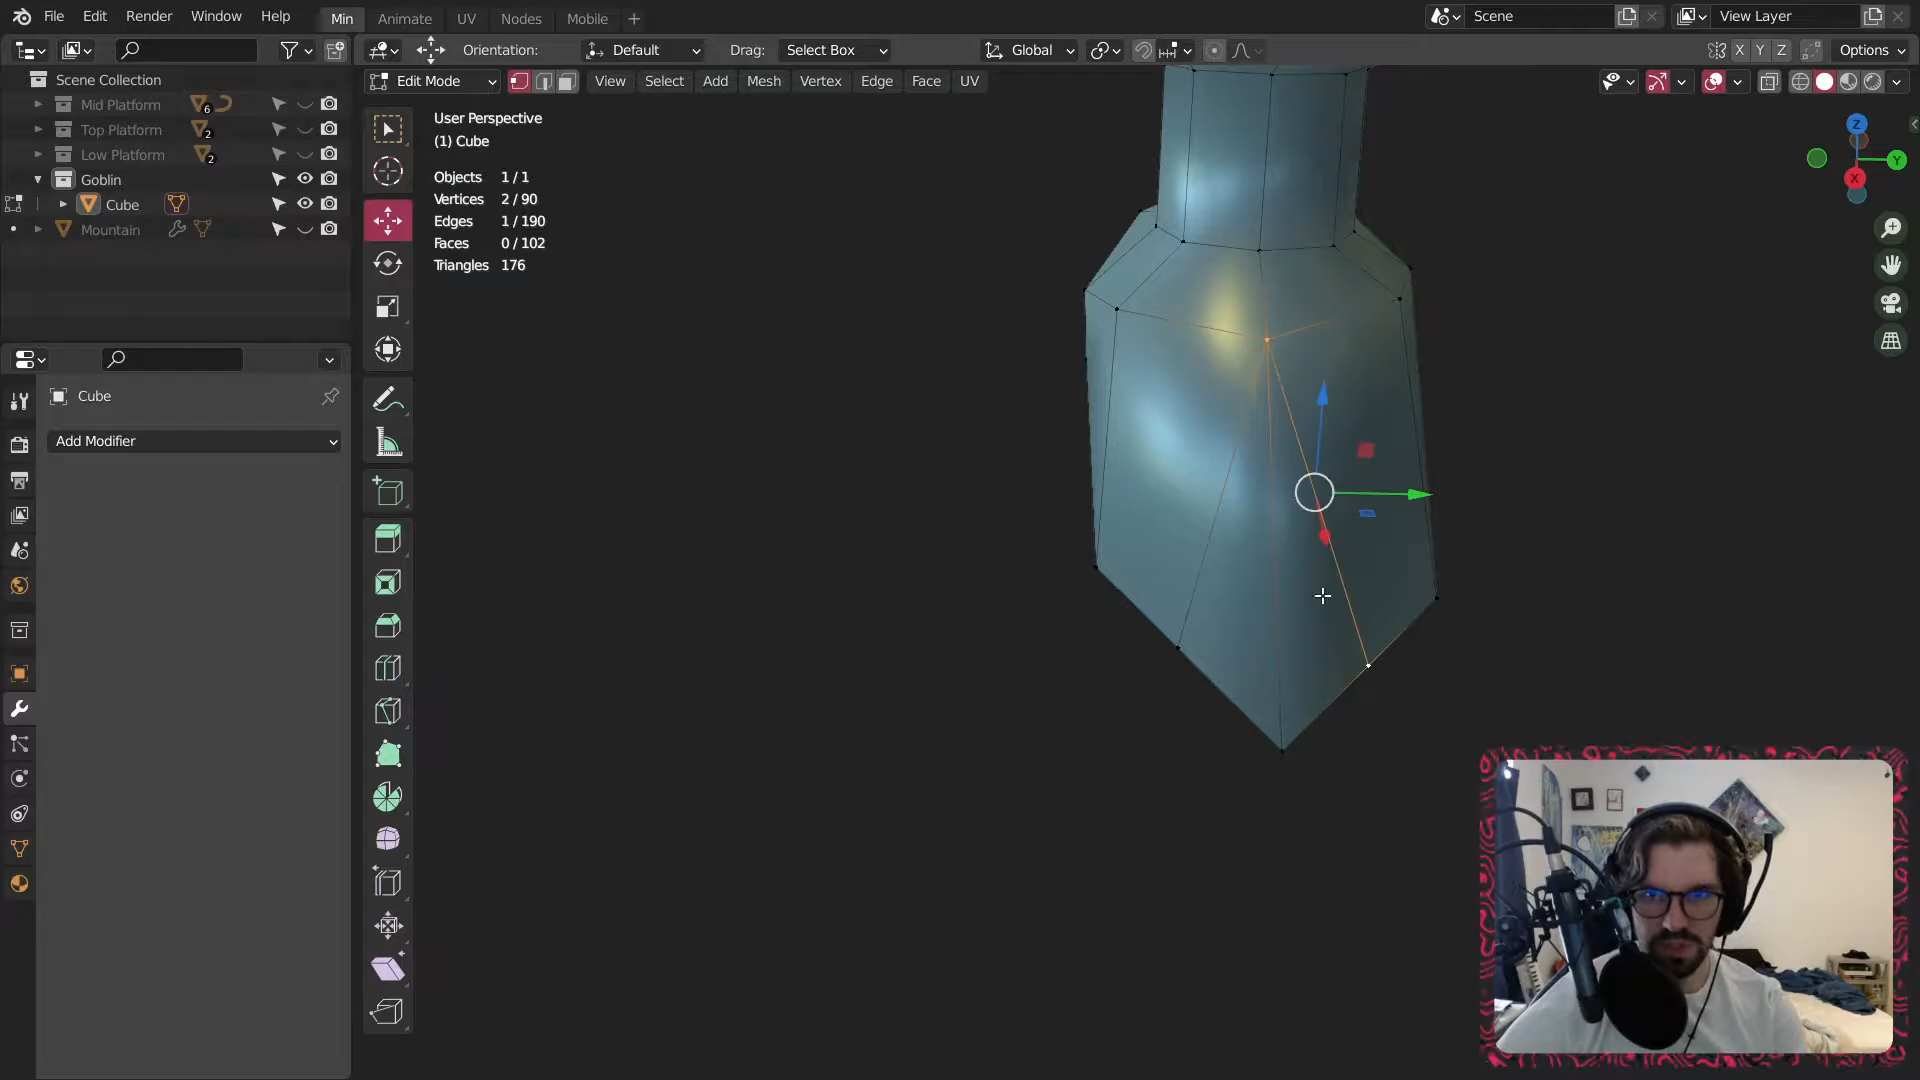 File Edit Render Window Help Min Animate UV Nodes Mobile + Scene View Layer
Orientation: Default Drag: Select Box Global X Y Z Options
Edit Mode View Select Add Mesh Vertex Edge Face UV
Scene Collection
Mid Platform 6
Top Platform 2
Low Platform 2
Goblin
Cube
Mountain
Cube
Add Modifier
User Perspective
(1) Cube
Objects 1 / 1
Vertices 2 / 90
Edges 1 / 190
Faces 0 / 102
Triangles 176
Z
Y
X